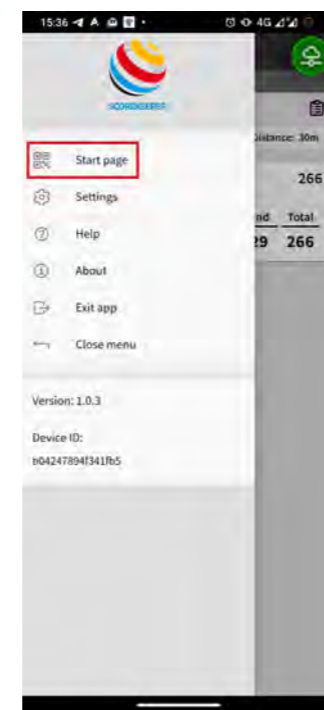 15:36
4G
SCOREKEEPER
Start page
Distance: 30m
Settings
266
Help
nd Total
29 266
About
Exit app
Close menu
Version: 1.0.3
Device ID:
b04247894f341fb5